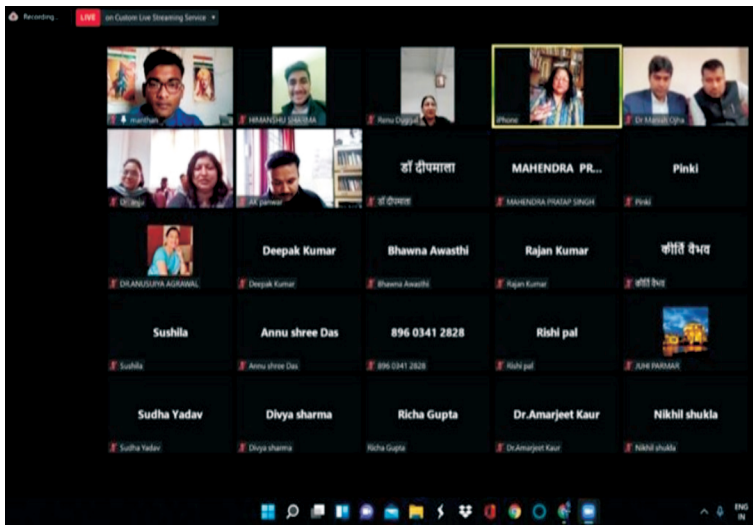 Recording...
LIVE on Custom Live Streaming Service
manthan
HIMANSHU SHARMA
Renu Duggal
iPhone
Dr Manish Ojha
Dr. anju
AK panwar
डॉ दीपमाला
डॉ दीपमाला
MAHENDRA PR...
MAHENDRA PRATAP SINGH
Pinki
Pinki
DR.ANUSUIYA AGRAWAL
Deepak Kumar
Deepak Kumar
Bhawna Awasthi
Bhawna Awasthi
Rajan Kumar
Rajan Kumar
कीर्ति वैभव
कीर्ति वैभव
Sushila
Sushila
Annu shree Das
Annu shree Das
896 0341 2828
896 0341 2828
Rishi pal
Rishi pal
JUHI PARMAR
Sudha Yadav
Sudha Yadav
Divya sharma
Divya sharma
Richa Gupta
Richa Gupta
Dr.Amarjeet Kaur
Dr.Amarjeet Kaur
Nikhil shukla
Nikhil shukla
ENG
IN